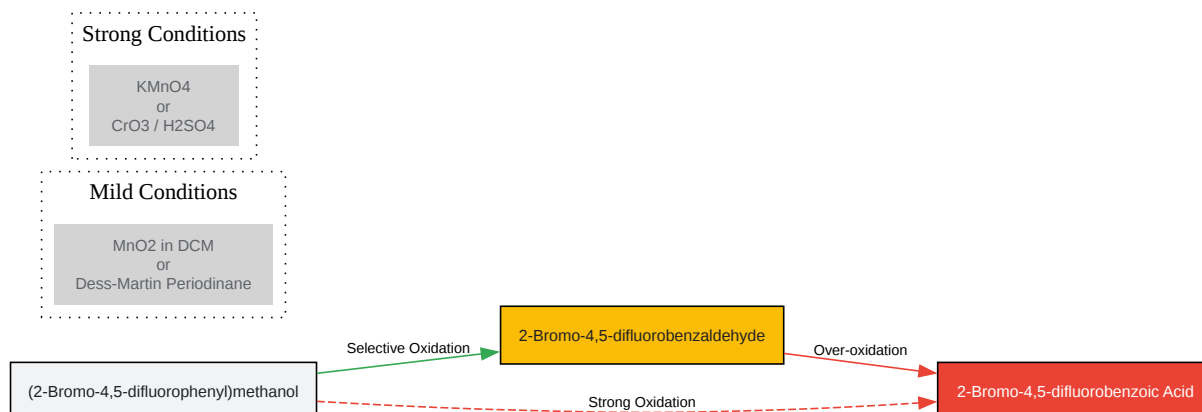 Strong Conditions
KMnO4
or
CrO3 / H2SO4
Mild Conditions
MnO2 in DCM
or
Dess-Martin Periodinane
2-Bromo-4,5-difluorobenzaldehyde
Selective Oxidation
Over-oxidation
(2-Bromo-4,5-difluorophenyl)methanol
2-Bromo-4,5-difluorobenzoic Acid
Strong Oxidation